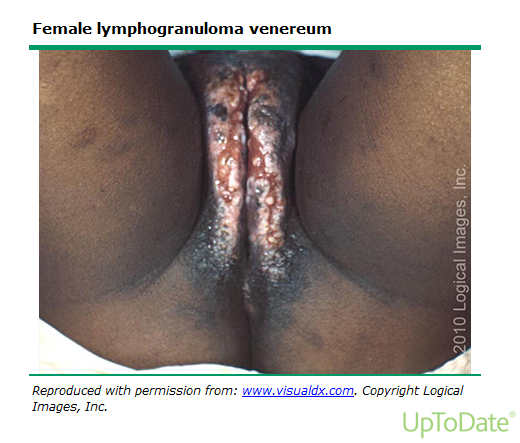 Female lymphogranuloma venereum
2010 Logical Images, Inc.
Reproduced with permission from: www.visualdx.com. Copyright Logical
Images, Inc.
UpToDate®